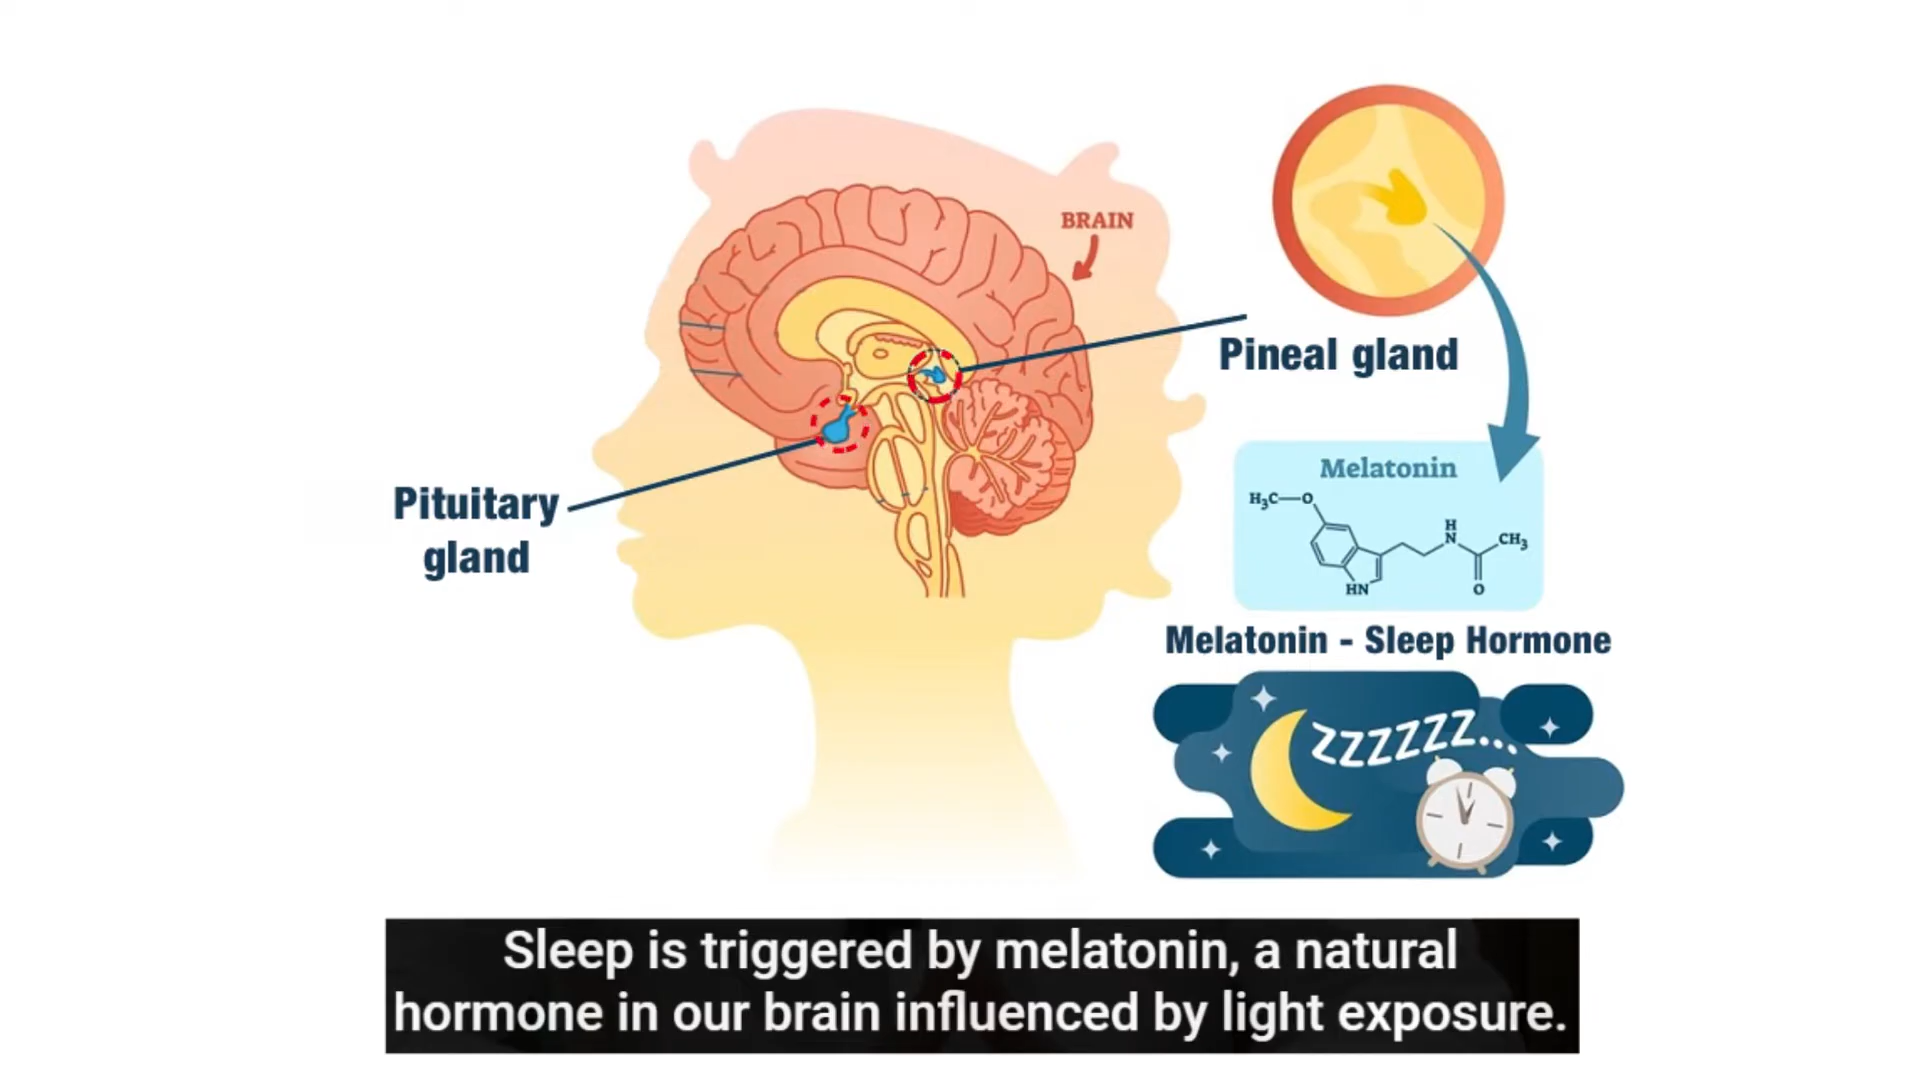 BRAIN
Pineal gland
Pituitary
gland
Melatonin
H₃C—O
H
N
CH₃
HN
O
Melatonin - Sleep Hormone
ZZZZZZ...
Sleep is triggered by melatonin, a natural
hormone in our brain influenced by light exposure.